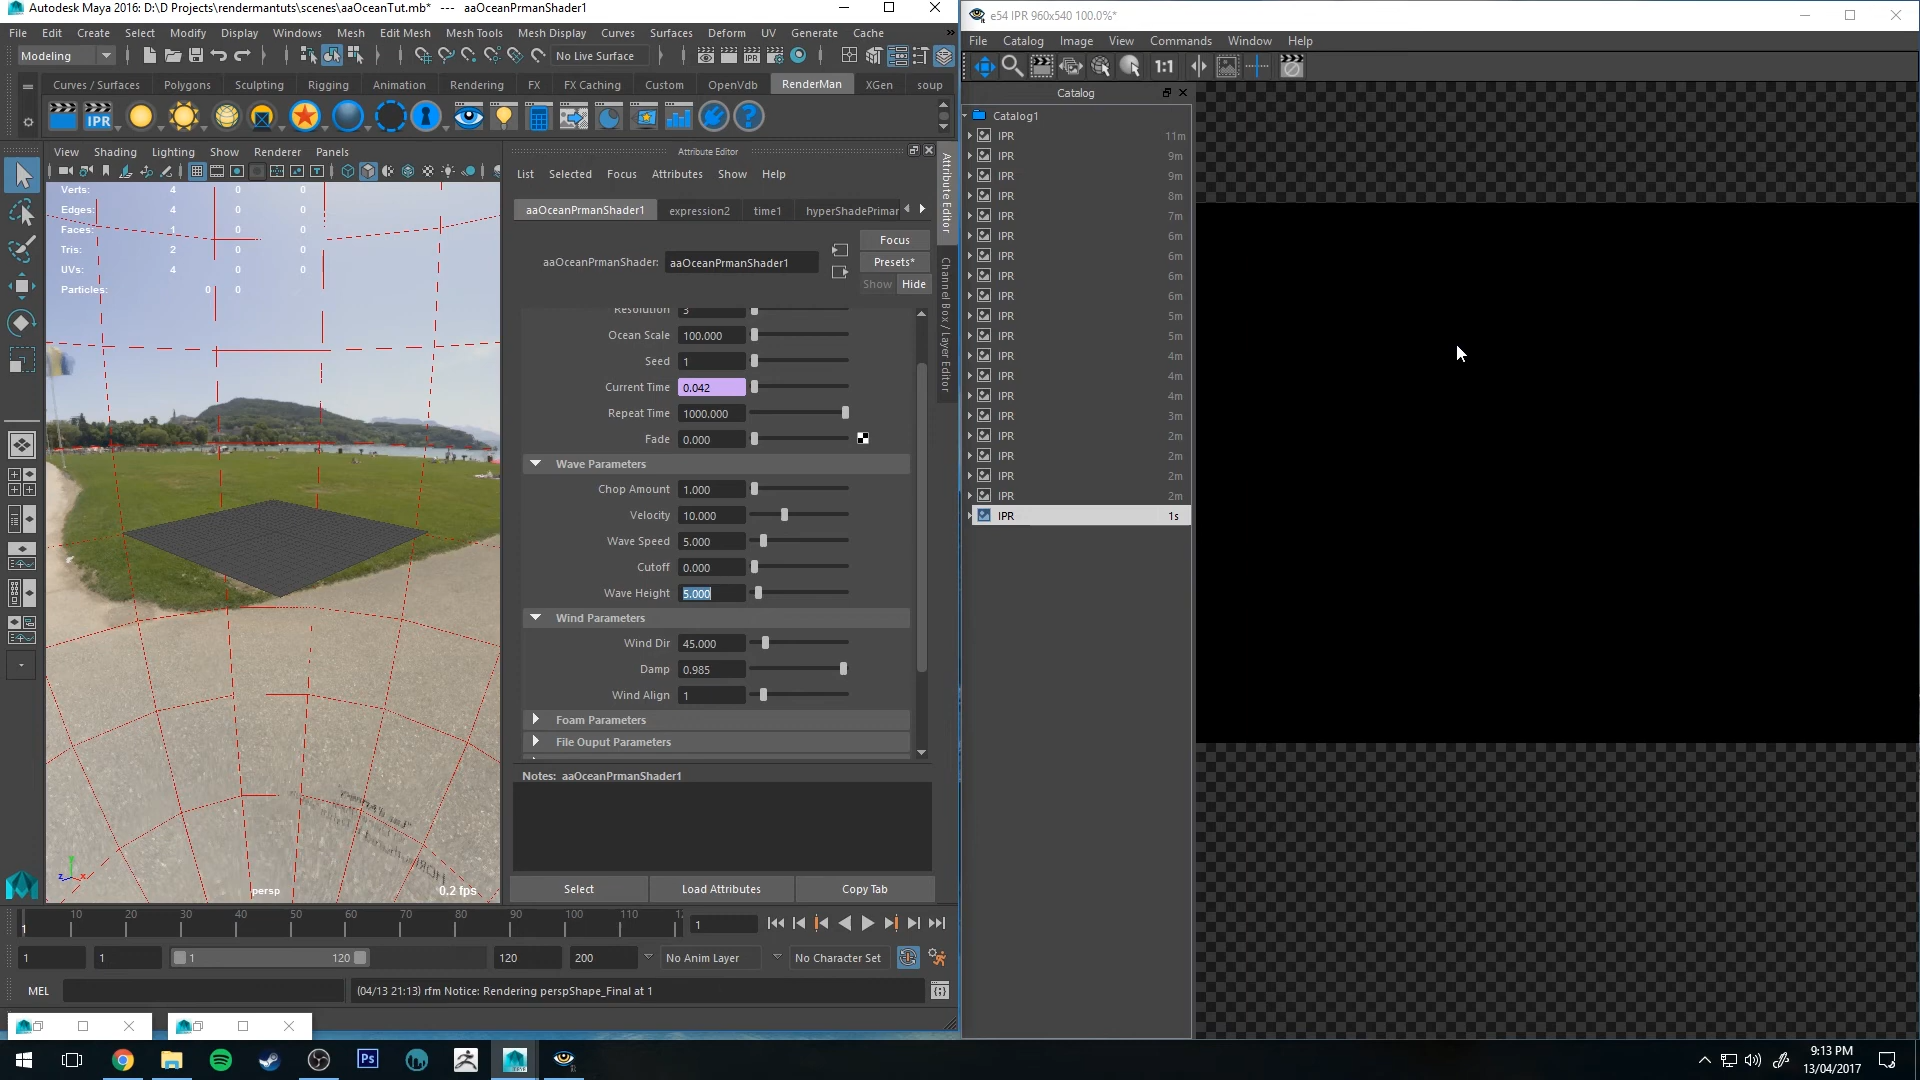 Autodesk Maya 2016: D:\D Projects\rendermantuts\scenes\aaOceanTut.mb* --- aaOceanPrmanShader1
File Edit Create Select Modify Display Windows Mesh Edit Mesh Mesh Tools Mesh Display Curves Surfaces Deform UV Generate Cache
Modeling
No Live Surface
Curves / Surfaces Polygons Sculpting Rigging Animation Rendering FX FX Caching Custom OpenVdb RenderMan XGen soup
IPR
View Shading Lighting Show Renderer Panels
Verts: 4 0 0
Edges: 4 0 0
Faces: 1 0 0
Tris: 2 0 0
UVs: 4 0 0
Particles: 0 0
persp
0.2 fps
Attribute Editor
List Selected Focus Attributes Show Help
aaOceanPrmanShader1 expression2 time1 hyperShadePrimar
aaOceanPrmanShader: aaOceanPrmanShader1
Focus
Presets*
Show Hide
Resolution 3
Ocean Scale 100.000
Seed 1
Current Time 0.042
Repeat Time 1000.000
Fade 0.000
Wave Parameters
Chop Amount 1.000
Velocity 10.000
Wave Speed 5.000
Cutoff 0.000
Wave Height 5.000
Wind Parameters
Wind Dir 45.000
Damp 0.985
Wind Align 1
Foam Parameters
File Ouput Parameters
Notes: aaOceanPrmanShader1
Select Load Attributes Copy Tab
Attribute Editor
Channel Box / Layer Editor
10 20 30 40 50 60 70 80 90 100 110 12
1
1
1 1 1 120 120 200 No Anim Layer No Character Set
MEL
(04/13 21:13) rfm Notice: Rendering perspShape_Final at 1
e54 IPR 960x540 100.0%*
File Catalog Image View Commands Window Help
1:1
Catalog
Catalog1
IPR 11m
IPR 9m
IPR 9m
IPR 8m
IPR 7m
IPR 6m
IPR 6m
IPR 6m
IPR 6m
IPR 5m
IPR 5m
IPR 4m
IPR 4m
IPR 4m
IPR 3m
IPR 2m
IPR 2m
IPR 2m
IPR 2m
IPR 1s
Ps
9:13 PM
13/04/2017